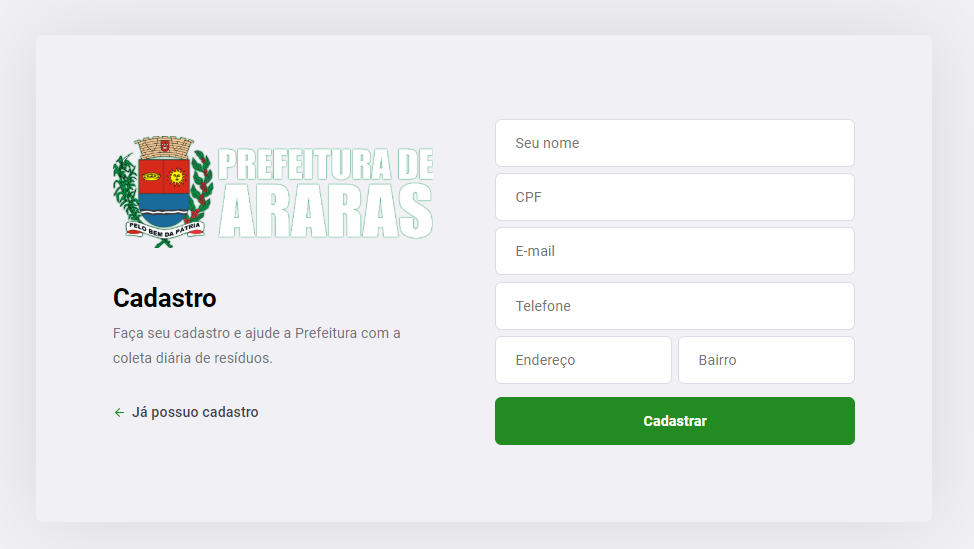 PREFEITURA DE
ARARAS
PELO BEM DA PÁTRIA
Cadastro
Faça seu cadastro e ajude a Prefeitura com a
coleta diária de resíduos.
← Já possuo cadastro
Seu nome
CPF
E-mail
Telefone
Endereço
Bairro
Cadastrar